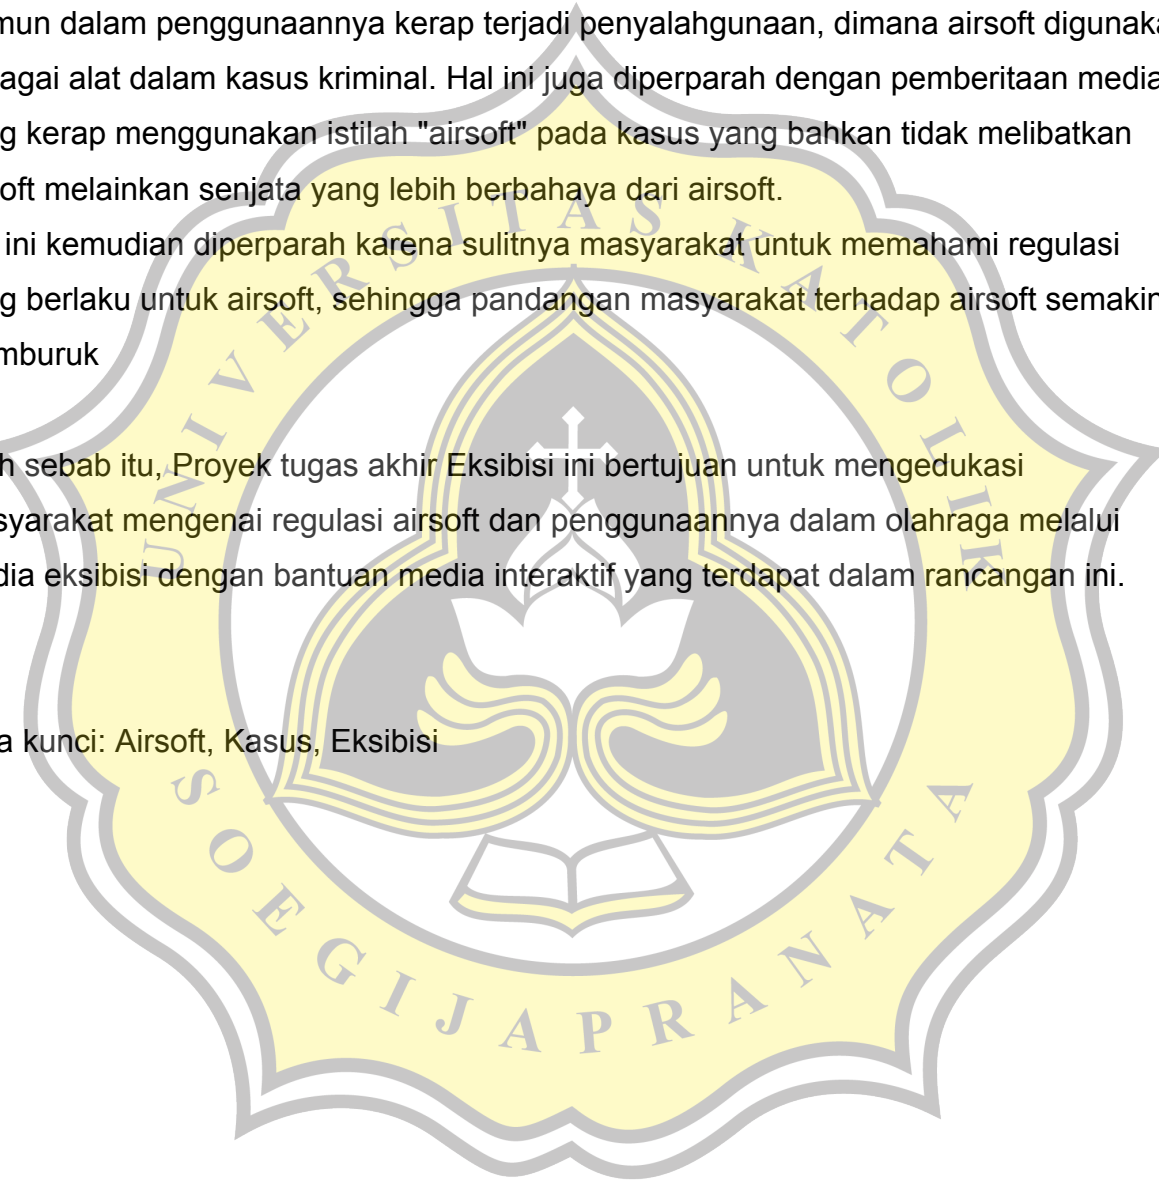 mun dalam penggunaannya kerap terjadi penyalahgunaan, dimana airsoft digunaka
bagai alat dalam kasus kriminal. Hal ini juga diperparah dengan pemberitaan media
ng kerap menggunakan istilah "airsoft" pada kasus yang bahkan tidak melibatkan
soft melainkan senjata yang lebih berbahaya dari airsoft.
ini kemudian diperparah karena sulitnya masyarakat untuk memahami regulasi
ng berlaku untuk airsoft, sehingga pandangan masyarakat terhadap airsoft semakin
mburuk
h sebab itu, Proyek tugas akhir Eksibisi ini bertujuan untuk mengedukasi
syarakat mengenai regulasi airsoft dan penggunaannya dalam olahraga melalui
dia eksibisi dengan bantuan media interaktif yang terdapat dalam rancangan ini.
a kunci: Airsoft, Kasus, Eksibisi
UNIVERSITAS KATOLIK
SOEGIJAPRANATA